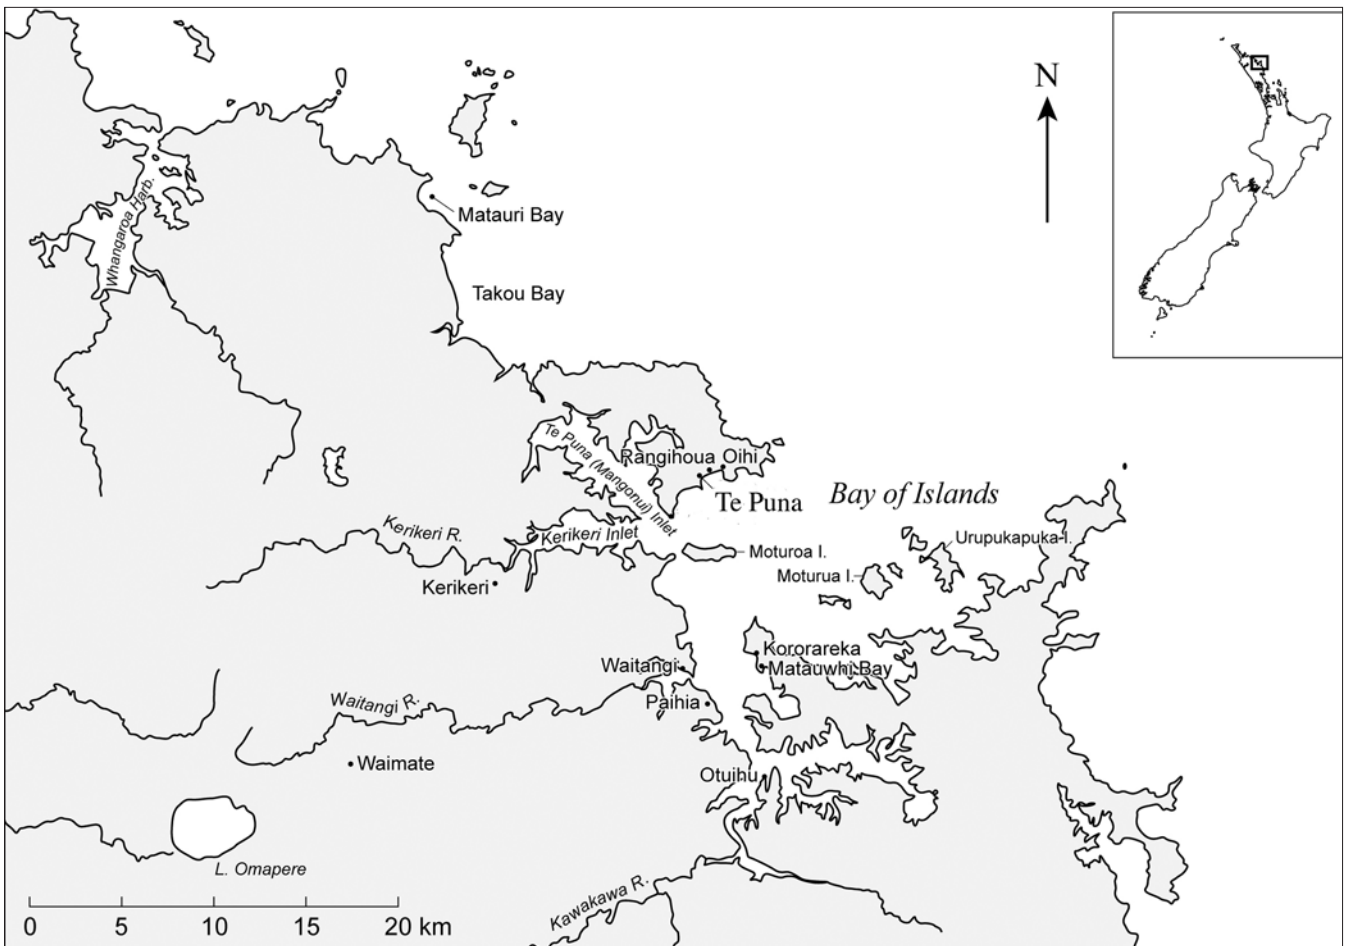 N
Whangaroa Harb.
Matauri Bay
Takou Bay
Te Puna (Mangonui) Inlet
Rangihoua
Oihi
Te Puna
Bay of Islands
Kerikeri R.
Kerikeri Inlet
Urupukapuka I.
Moturoa I.
Moturua I.
Kerikeri
Kororareka
Waitangi
Matauwhi Bay
Waitangi R.
Paihia
Waimate
Otuihu
L. Omapere
Kawakawa R.
0 5 10 15 20 km